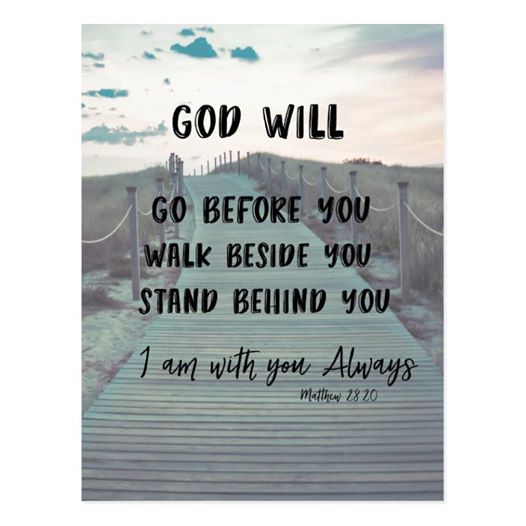 GOD WILL
GO BEFORE YOU
WALK BESIDE YOU
STAND BEHIND YOU
I am with you Always
Matthew 28:20